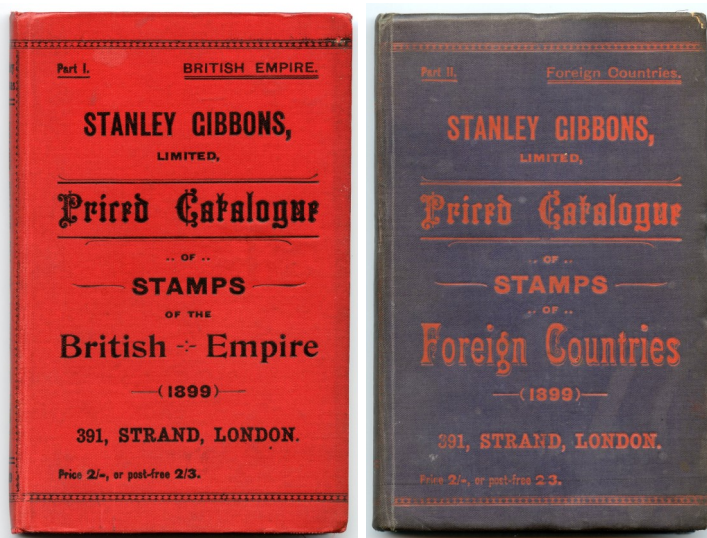 Part I. BRITISH EMPIRE.
STANLEY GIBBONS,
LIMITED,
Priced Catalogue
.. OF ..
STAMPS
OF THE
British Empire
(1899)
391, STRAND, LONDON.
Price 2/-, or post-free 2/3.
Part II. Foreign Countries.
STANLEY GIBBONS,
LIMITED,
Priced Catalogue
.. OF ..
STAMPS
.. OF ..
Foreign Countries
(1899)
391, STRAND, LONDON.
Price 2/-, or post-free 2 3.